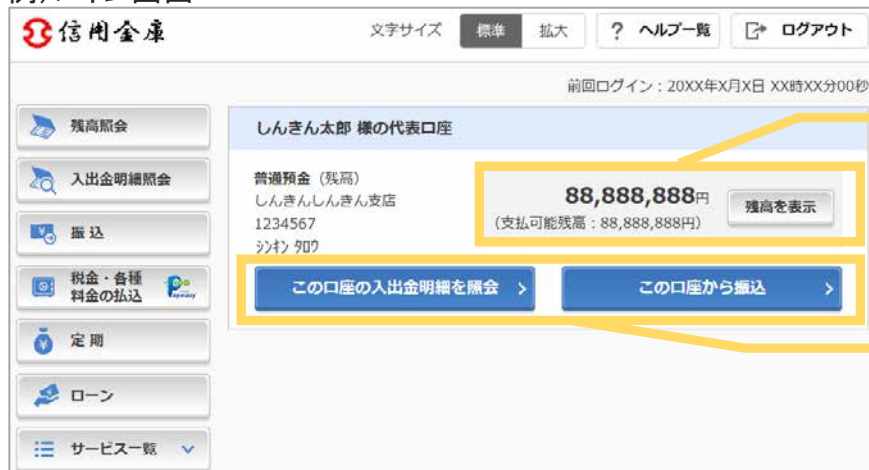 信用金庫
文字サイズ 標準 拡大 ? ヘルプ一覧 ログアウト
前回ログイン：20XX年X月X日 XX時XX分00秒
残高照会
入出金明細照会
振込
税金・各種
料金の払込
Pay-easy
定期
ローン
サービス一覧
しんきん太郎 様の代表口座
普通預金（残高）
しんきんしんきん支店
1234567
シンキン タロウ
88,888,888円
（支払可能残高：88,888,888円）
残高を表示
この口座の入出金明細を照会
この口座から振込